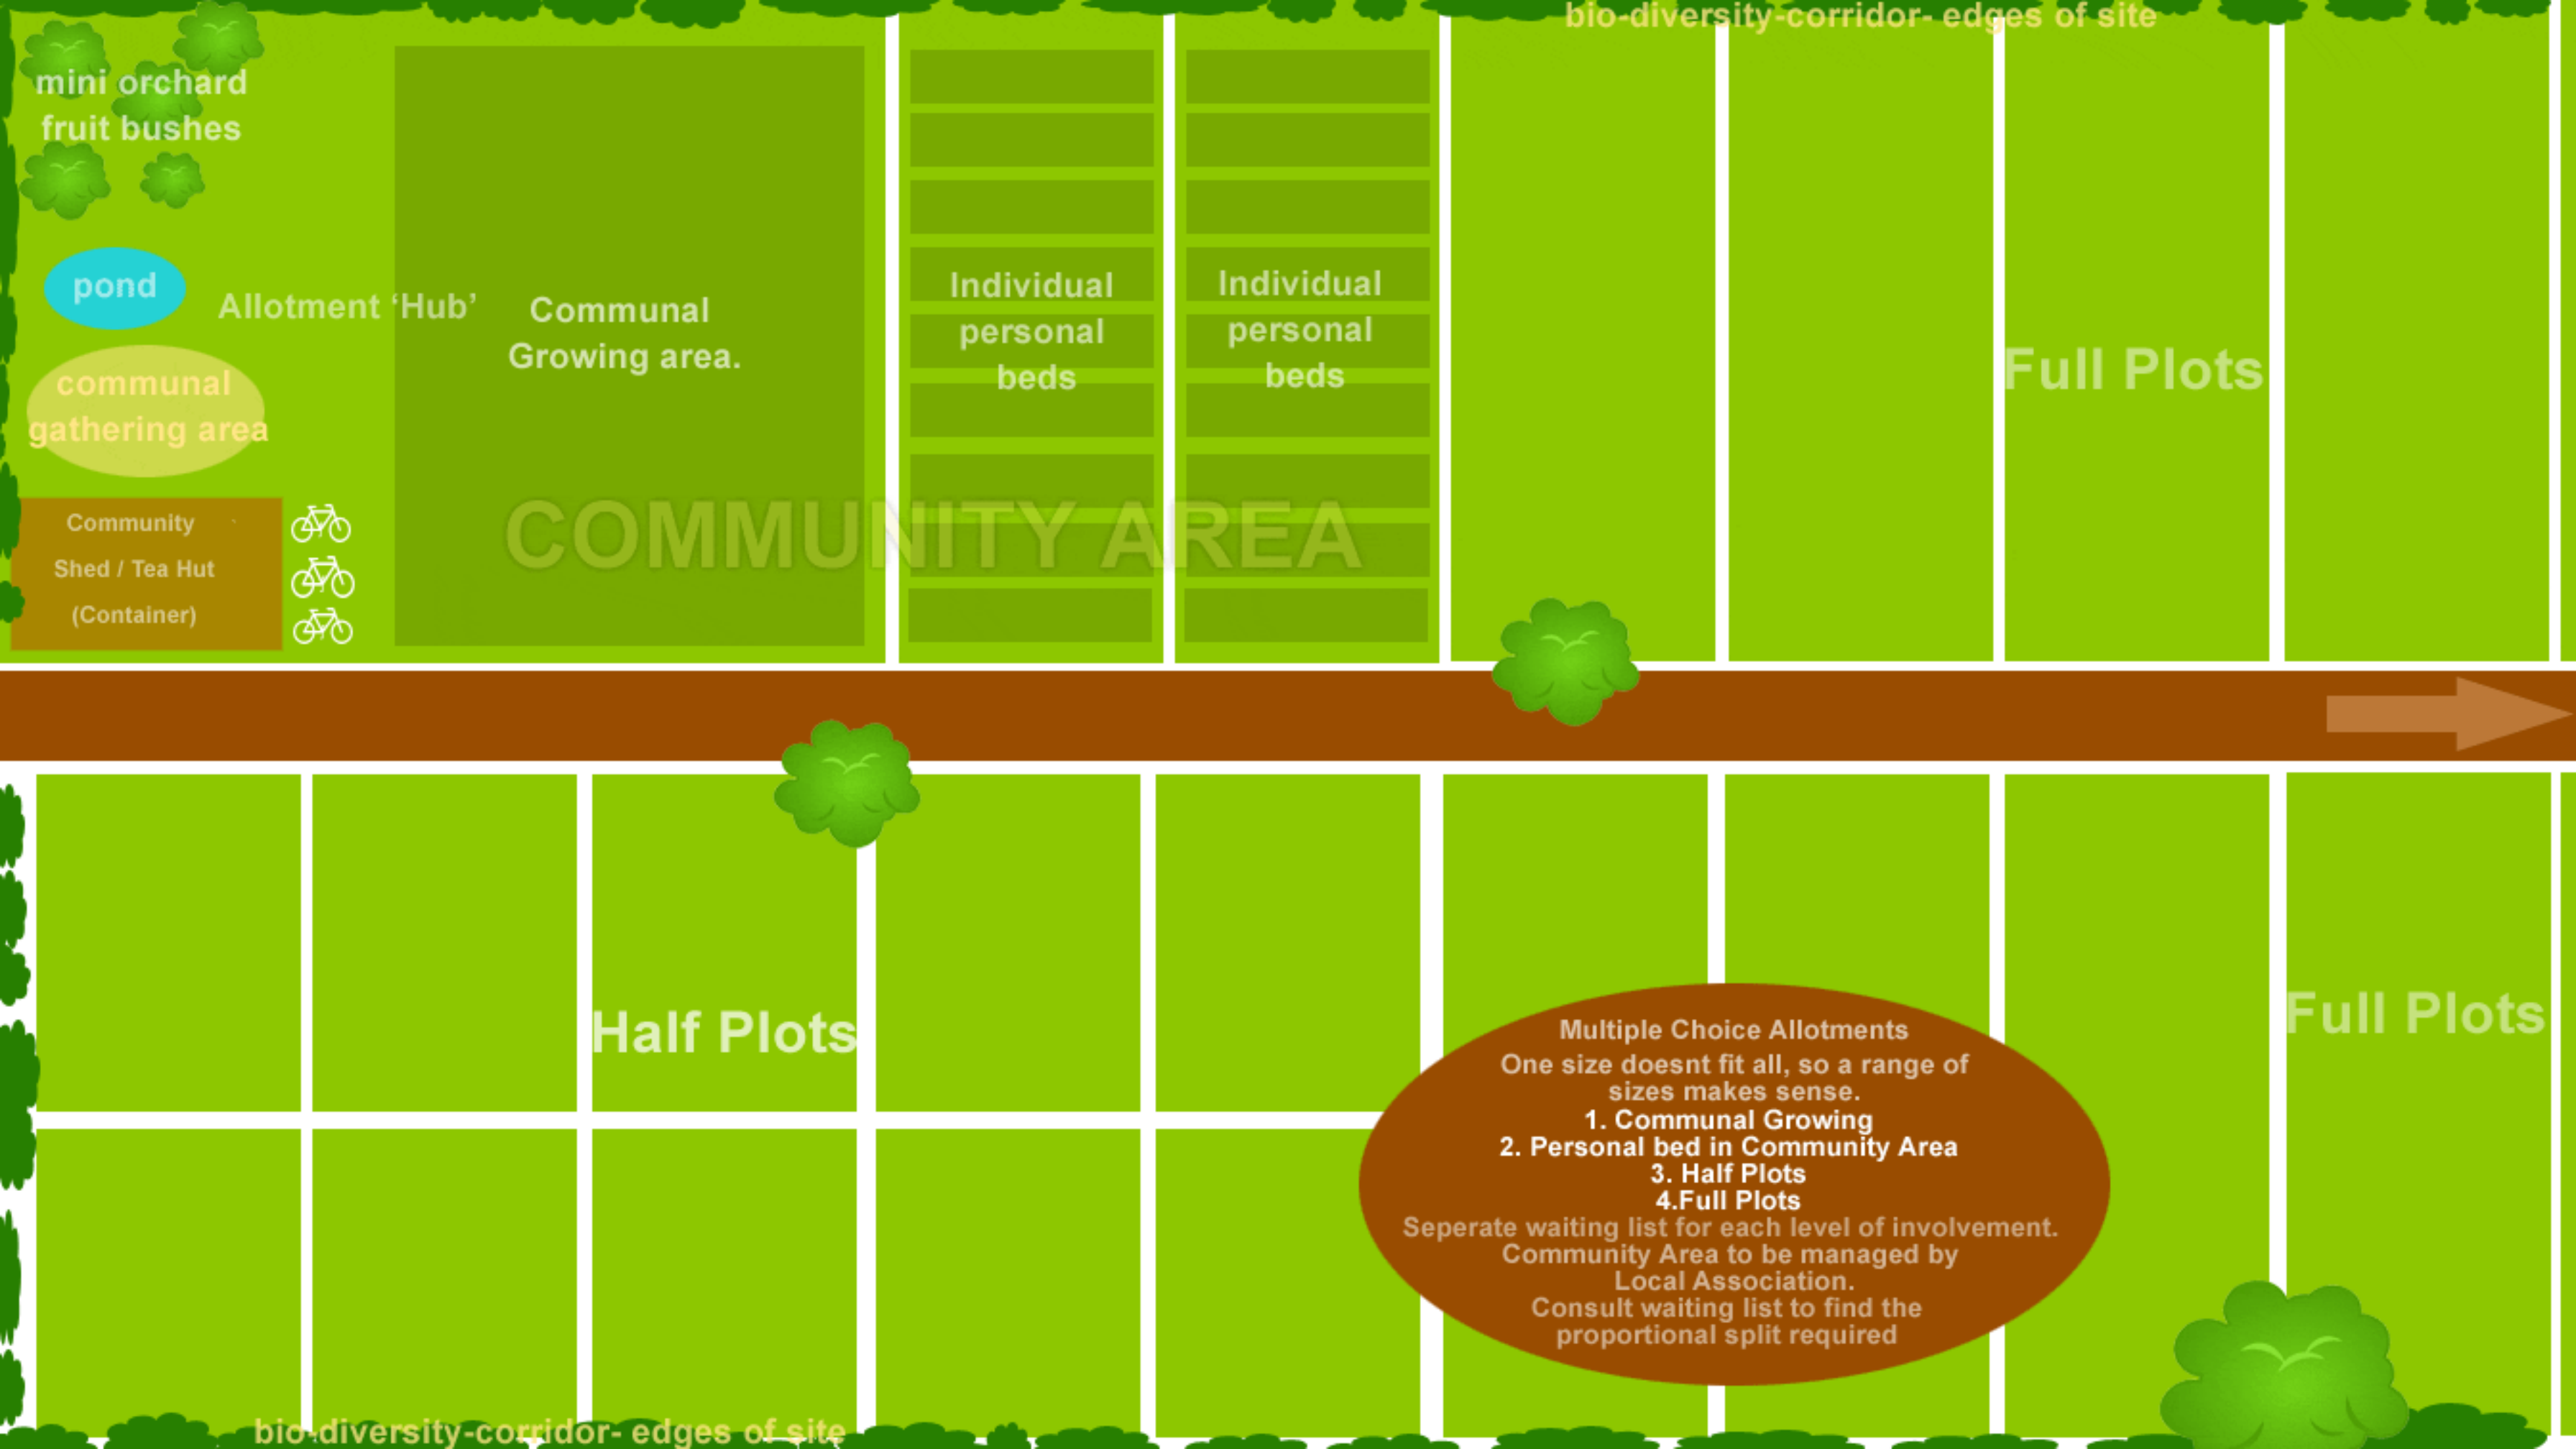 bio-diversity-corridor- edges of site
mini orchard
fruit bushes
pond
Allotment ‘Hub’
communal
gathering area
Community
Shed / Tea Hut
(Container)
Communal
Growing area.
Individual
personal
beds
Individual
personal
beds
COMMUNITY AREA
Full Plots
Half Plots
Full Plots
Multiple Choice Allotments
One size doesnt fit all, so a range of
sizes makes sense.
1. Communal Growing
2. Personal bed in Community Area
3. Half Plots
4.Full Plots
Seperate waiting list for each level of involvement.
Community Area to be managed by
Local Association.
Consult waiting list to find the
proportional split required
bio-diversity-corridor- edges of site